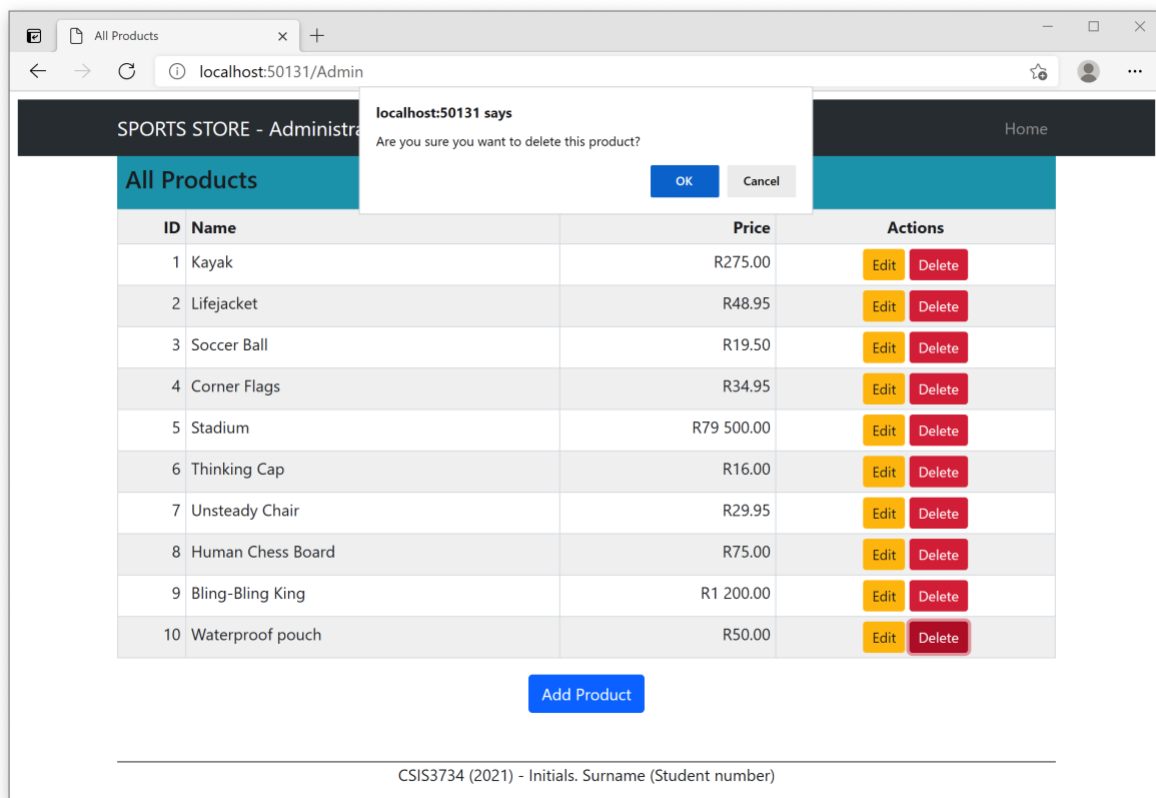 All Products
localhost:50131/Admin
localhost:50131 says
Are you sure you want to delete this product?
OK Cancel
SPORTS STORE - Administra Home
All Products
ID Name Price Actions
1 Kayak R275.00 Edit Delete
2 Lifejacket R48.95 Edit Delete
3 Soccer Ball R19.50 Edit Delete
4 Corner Flags R34.95 Edit Delete
5 Stadium R79 500.00 Edit Delete
6 Thinking Cap R16.00 Edit Delete
7 Unsteady Chair R29.95 Edit Delete
8 Human Chess Board R75.00 Edit Delete
9 Bling-Bling King R1 200.00 Edit Delete
10 Waterproof pouch R50.00 Edit Delete
Add Product
CSIS3734 (2021) - Initials. Surname (Student number)